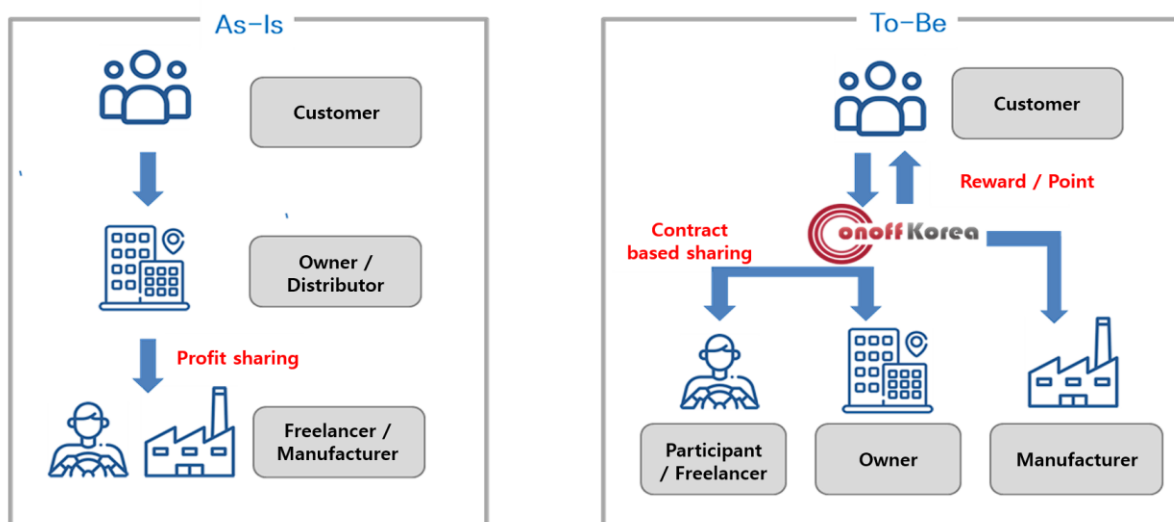 As-Is
Customer
Owner /
Distributor
Profit sharing
Freelancer /
Manufacturer
To-Be
Customer
Reward / Point
onoff Korea
Contract
based sharing
Participant
/ Freelancer
Owner
Manufacturer